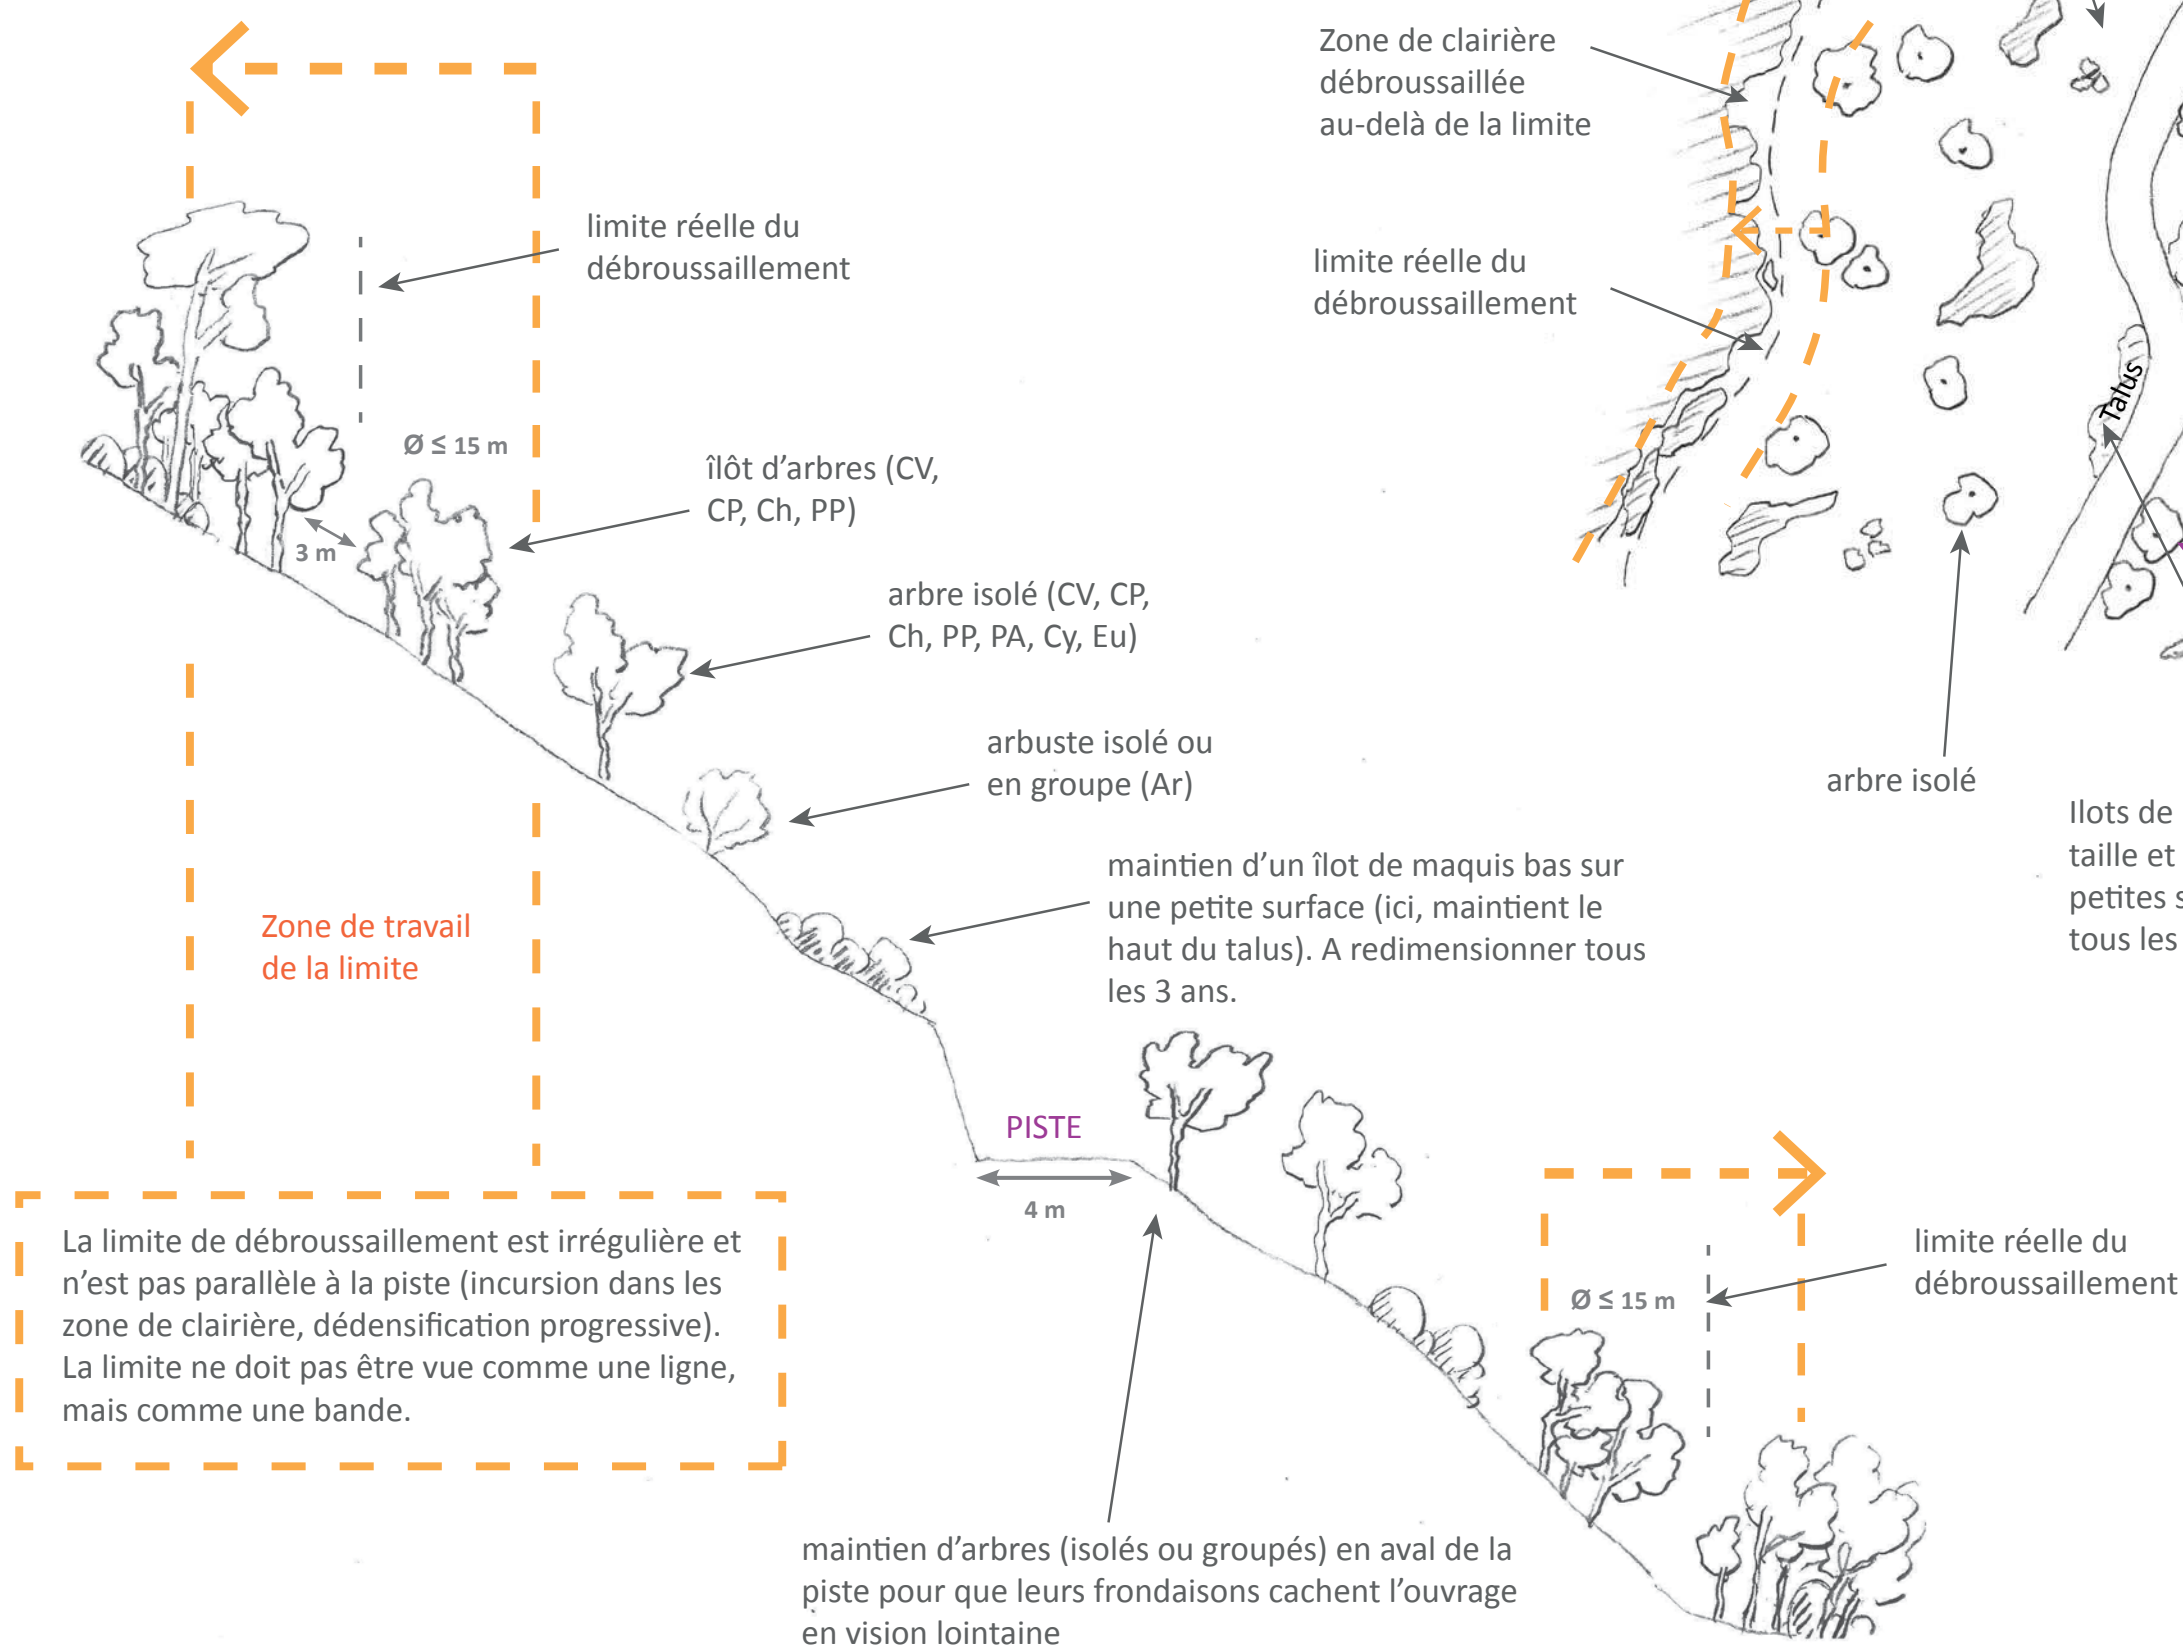 Zone de clairière
débroussaillée
au-delà de la limite
limite réelle du
débroussaillement
limite réelle du
débroussaillement
Talus
Ø ≤ 15 m
îlôt d’arbres (CV,
CP, Ch, PP)
3 m
arbre isolé (CV, CP,
Ch, PP, PA, Cy, Eu)
arbuste isolé ou
en groupe (Ar)
arbre isolé
Ilots de
taille et
petites s
tous les
maintien d’un îlot de maquis bas sur
une petite surface (ici, maintient le
haut du talus). A redimensionner tous
les 3 ans.
Zone de travail
de la limite
PISTE
4 m
La limite de débroussaillement est irrégulière et
n’est pas parallèle à la piste (incursion dans les
zone de clairière, dédensification progressive).
La limite ne doit pas être vue comme une ligne,
mais comme une bande.
limite réelle du
débroussaillement
Ø ≤ 15 m
maintien d’arbres (isolés ou groupés) en aval de la
piste pour que leurs frondaisons cachent l’ouvrage
en vision lointaine